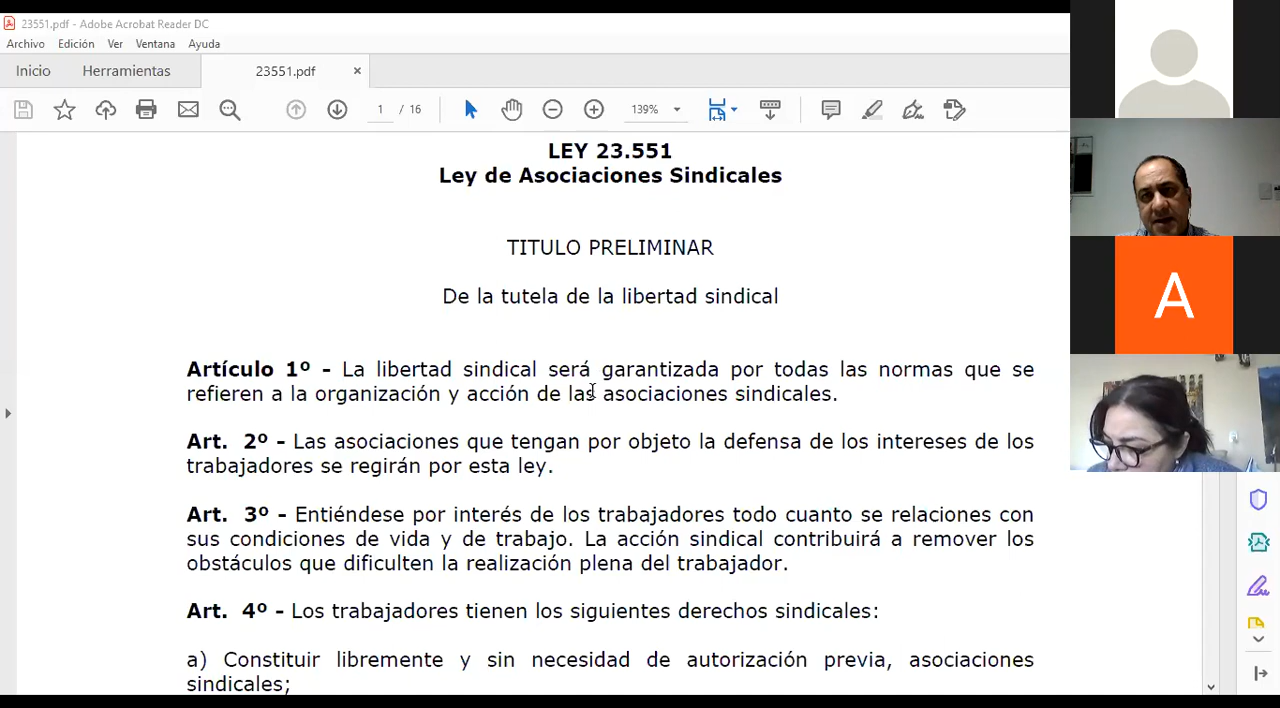 23551.pdf - Adobe Acrobat Reader DC
Archivo Edición Ver Ventana Ayuda
Inicio Herramientas 23551.pdf ×
1 / 16 139%
LEY 23.551
Ley de Asociaciones Sindicales
TITULO PRELIMINAR
De la tutela de la libertad sindical
Artículo 1º - La libertad sindical será garantizada por todas las normas que se
refieren a la organización y acción de las asociaciones sindicales.
Art. 2º - Las asociaciones que tengan por objeto la defensa de los intereses de los
trabajadores se regirán por esta ley.
Art. 3º - Entiéndese por interés de los trabajadores todo cuanto se relaciones con
sus condiciones de vida y de trabajo. La acción sindical contribuirá a remover los
obstáculos que dificulten la realización plena del trabajador.
Art. 4º - Los trabajadores tienen los siguientes derechos sindicales:
a) Constituir libremente y sin necesidad de autorización previa, asociaciones
sindicales;
A